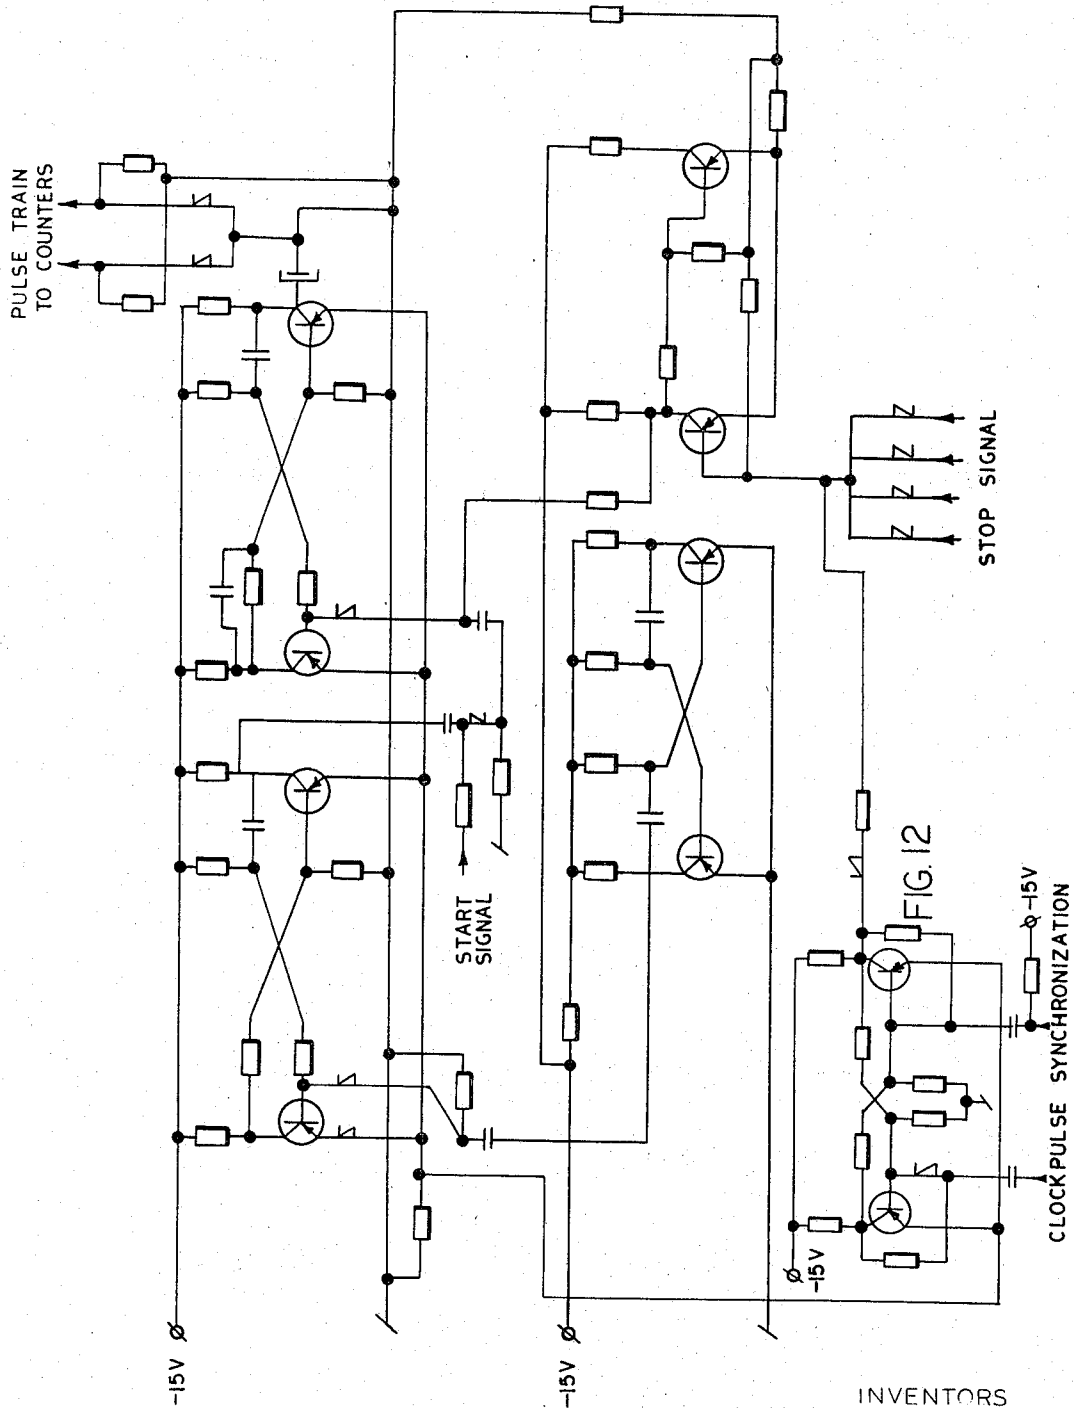 PULSE TRAIN
TO COUNTERS
START
SIGNAL
STOP SIGNAL
FIG. 12
-15V
CLOCKPULSE SYNCHRONIZATION
-15V
-15V
-15V
INVENTORS